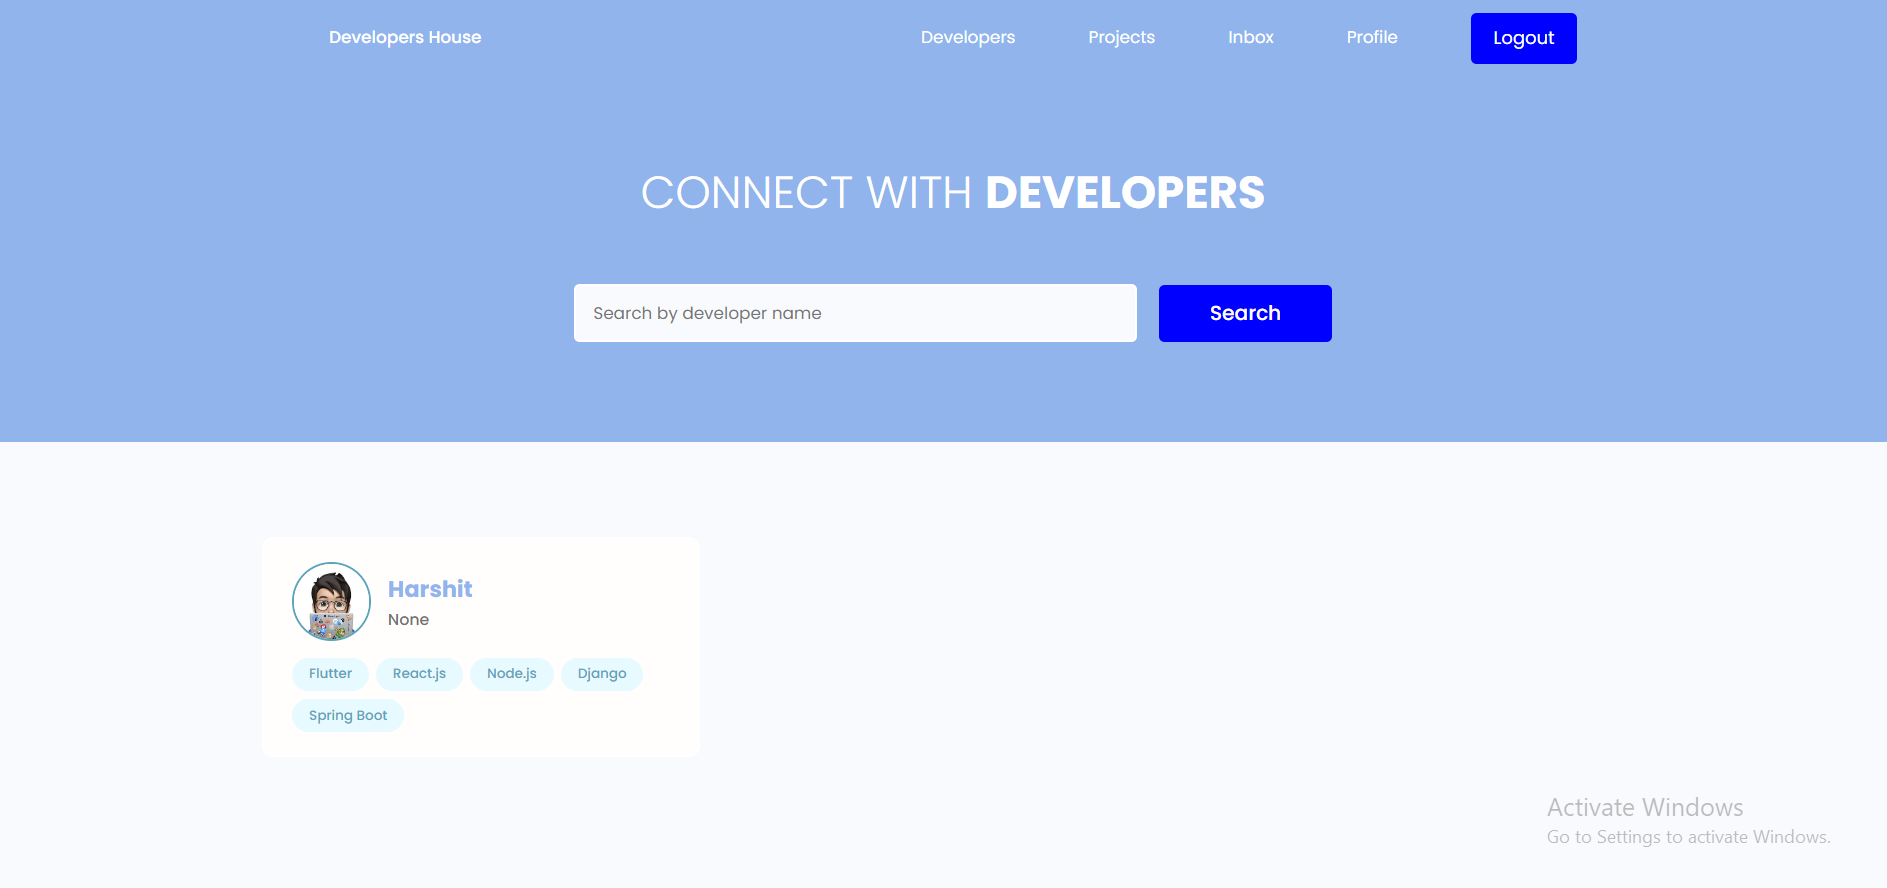 Developers House Developers Projects Inbox Profile Logout
CONNECT WITH DEVELOPERS
Search by developer name Search
Harshit
None
Flutter React.js Node.js Django
Spring Boot
Activate Windows
Go to Settings to activate Windows.